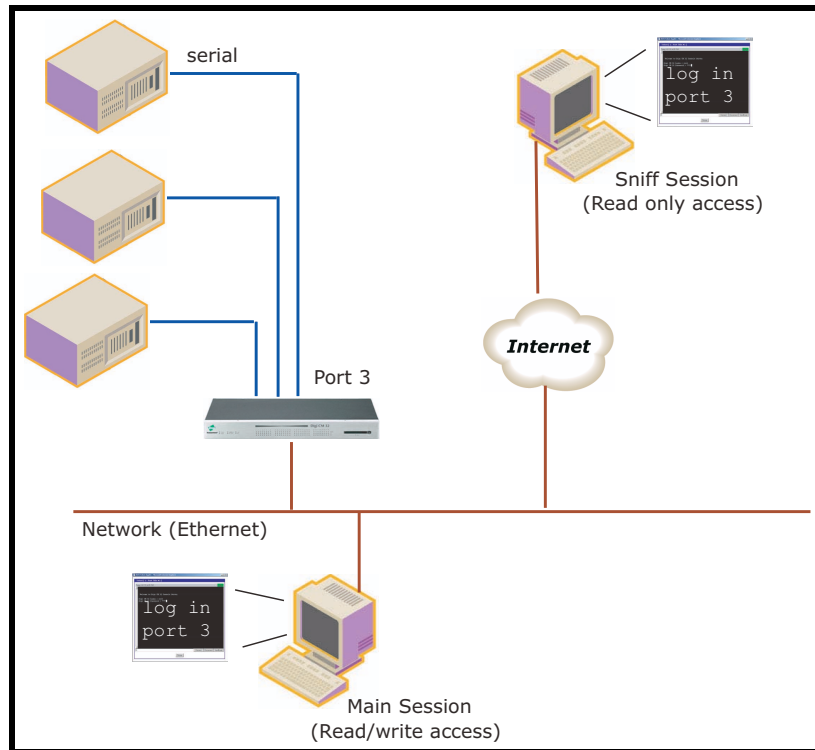 serial
log in
port 3
Sniff Session
(Read only access)
Internet
Port 3
Network (Ethernet)
log in
port 3
Main Session
(Read/write access)